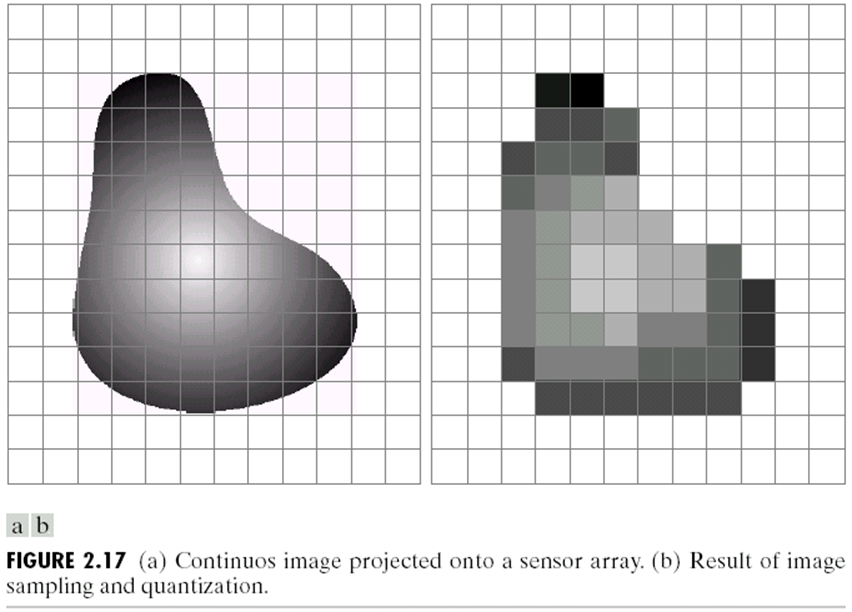 a b
FIGURE 2.17 (a) Continuos image projected onto a sensor array. (b) Result of image
sampling and quantization.